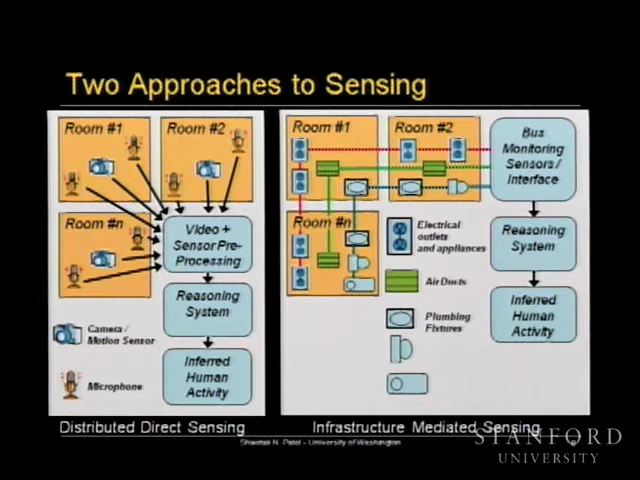 Two Approaches to Sensing
Room #1
Room #2
Room #n
Video +
Sensor Pre-
Processing
Reasoning
System
Inferred
Human
Activity
Camera /
Motion Sensor
Microphone
Distributed Direct Sensing
Room #1
Room #2
Room #n
Bus
Monitoring
Sensors /
Interface
Reasoning
System
Inferred
Human
Activity
Electrical
outlets
and appliances
Air Ducts
Plumbing
Fixtures
Infrastructure Mediated Sensing
Shwetak N. Patel - University of Washington
STANFORD
UNIVERSITY